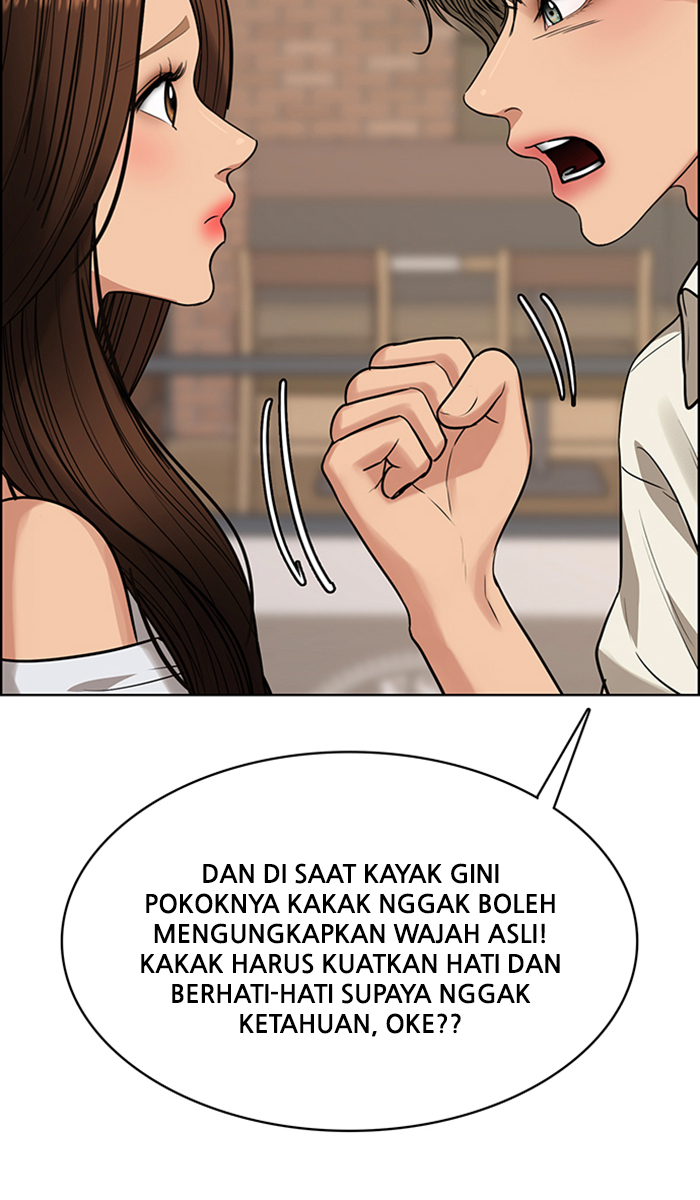 DAN DI SAAT KAYAK GINI
POKOKNYA KAKAK NGGAK BOLEH
MENGUNGKAPKAN WAJAH ASLI!
KAKAK HARUS KUATKAN HATI DAN
BERHATI-HATI SUPAYA NGGAK
KETAHUAN, OKE??